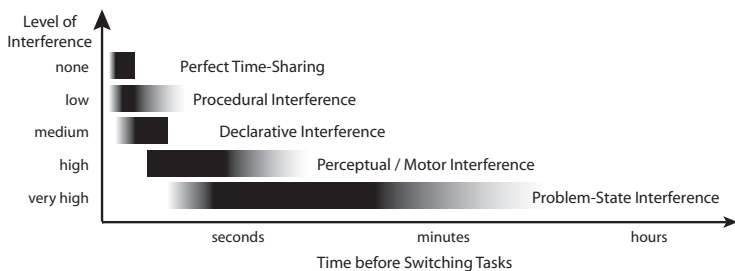 Level of
Interference
none Perfect Time-Sharing
low Procedural Interference
medium Declarative Interference
high Perceptual / Motor Interference
very high Problem-State Interference
seconds minutes hours
Time before Switching Tasks